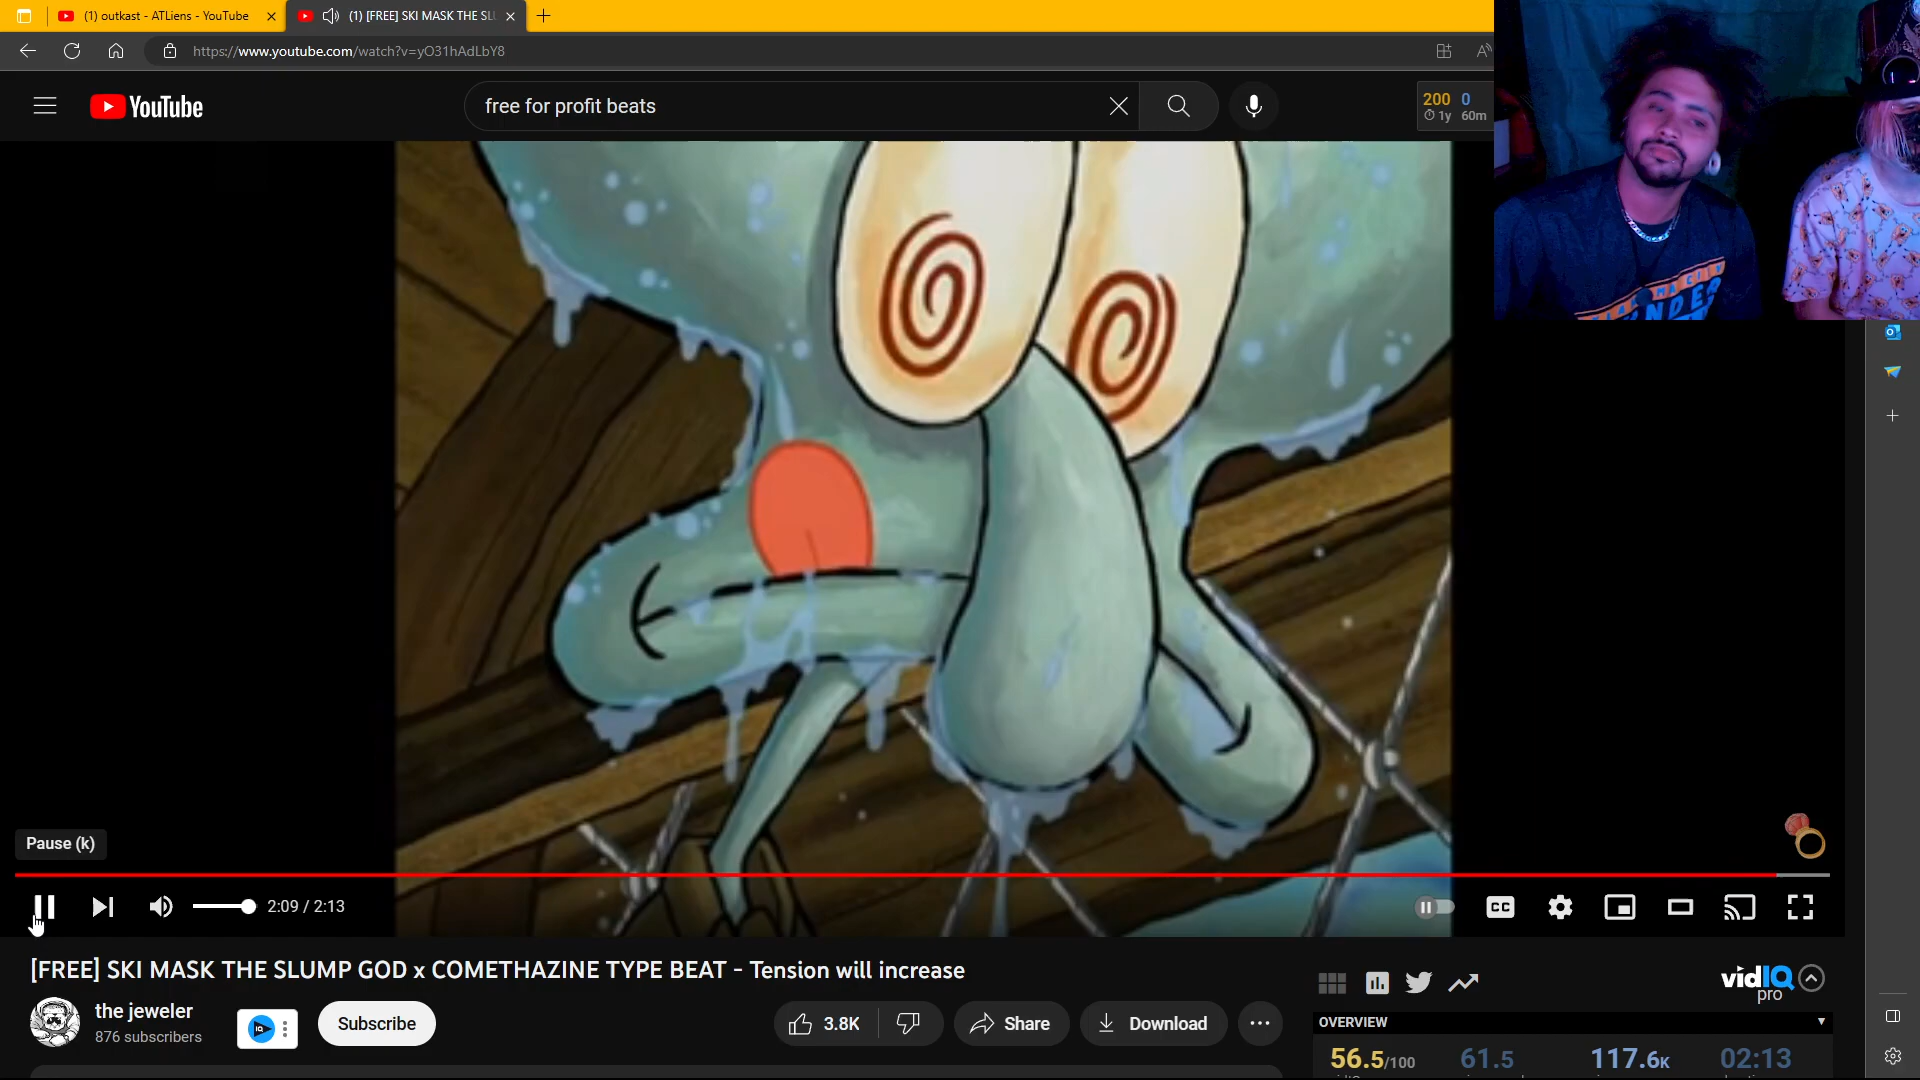 (1) outkast - ATLiens - YouTube
(1) [FREE] SKI MASK THE SLU
https://www.youtube.com/watch?v=yO31hAdLbY8
YouTube
free for profit beats
200 0
1y 60m
Pause (k)
2:09 / 2:13
CC
[FREE] SKI MASK THE SLUMP GOD x COMETHAZINE TYPE BEAT - Tension will increase
the jeweler
876 subscribers
IQ
Subscribe
3.8K
Share
Download
vidIQ
pro
OVERVIEW
56.5/100 61.5 117.6K 02:13